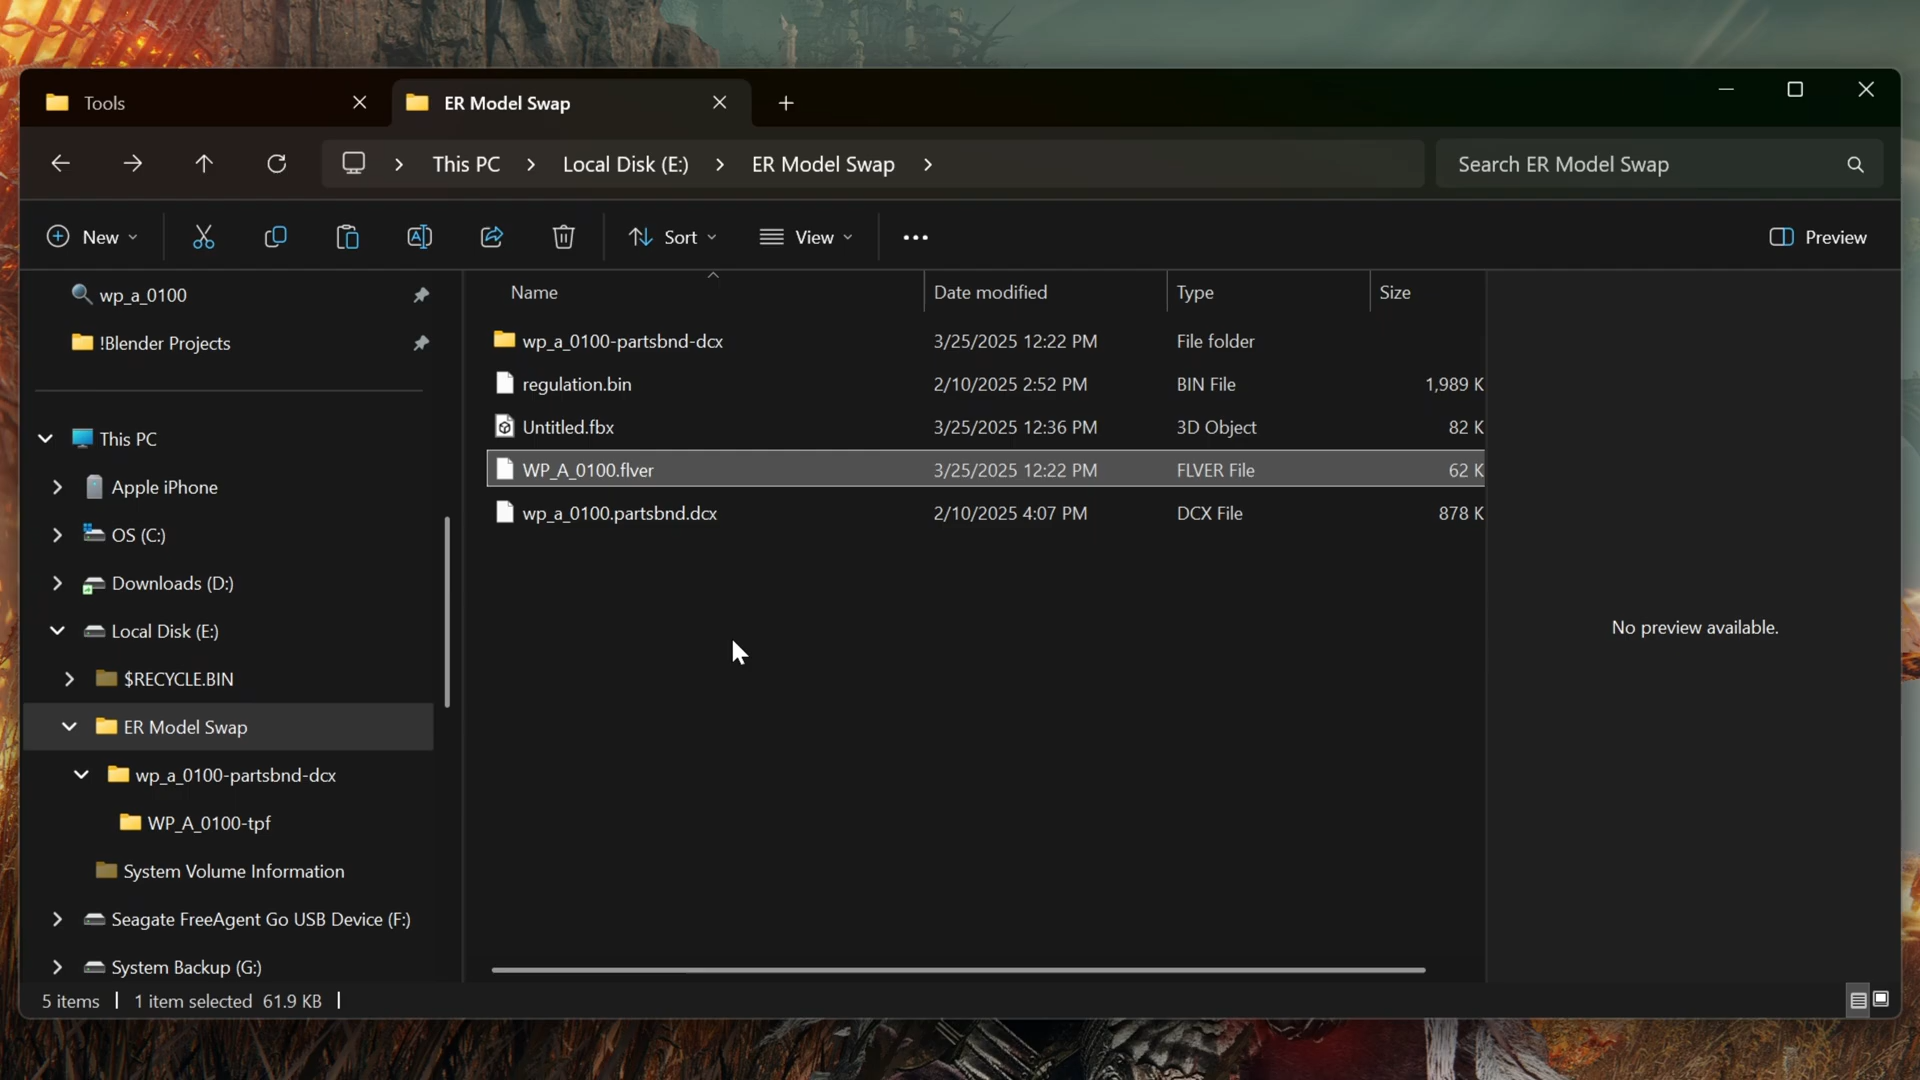 Tools
ER Model Swap
This PC
Local Disk (E:)
ER Model Swap
Search ER Model Swap
New
Sort
View
Preview
wp_a_0100
!Blender Projects
This PC
Apple iPhone
OS (C:)
Downloads (D:)
Local Disk (E:)
$RECYCLE.BIN
ER Model Swap
wp_a_0100-partsbnd-dcx
WP_A_0100-tpf
System Volume Information
Seagate FreeAgent Go USB Device (F:)
System Backup (G:)
Name Date modified Type Size
wp_a_0100-partsbnd-dcx 3/25/2025 12:22 PM File folder
regulation.bin 2/10/2025 2:52 PM BIN File 1,989 K
Untitled.fbx 3/25/2025 12:36 PM 3D Object 82 K
WP_A_0100.flver 3/25/2025 12:22 PM FLVER File 62 K
wp_a_0100.partsbnd.dcx 2/10/2025 4:07 PM DCX File 878 K
No preview available.
5 items 1 item selected 61.9 KB